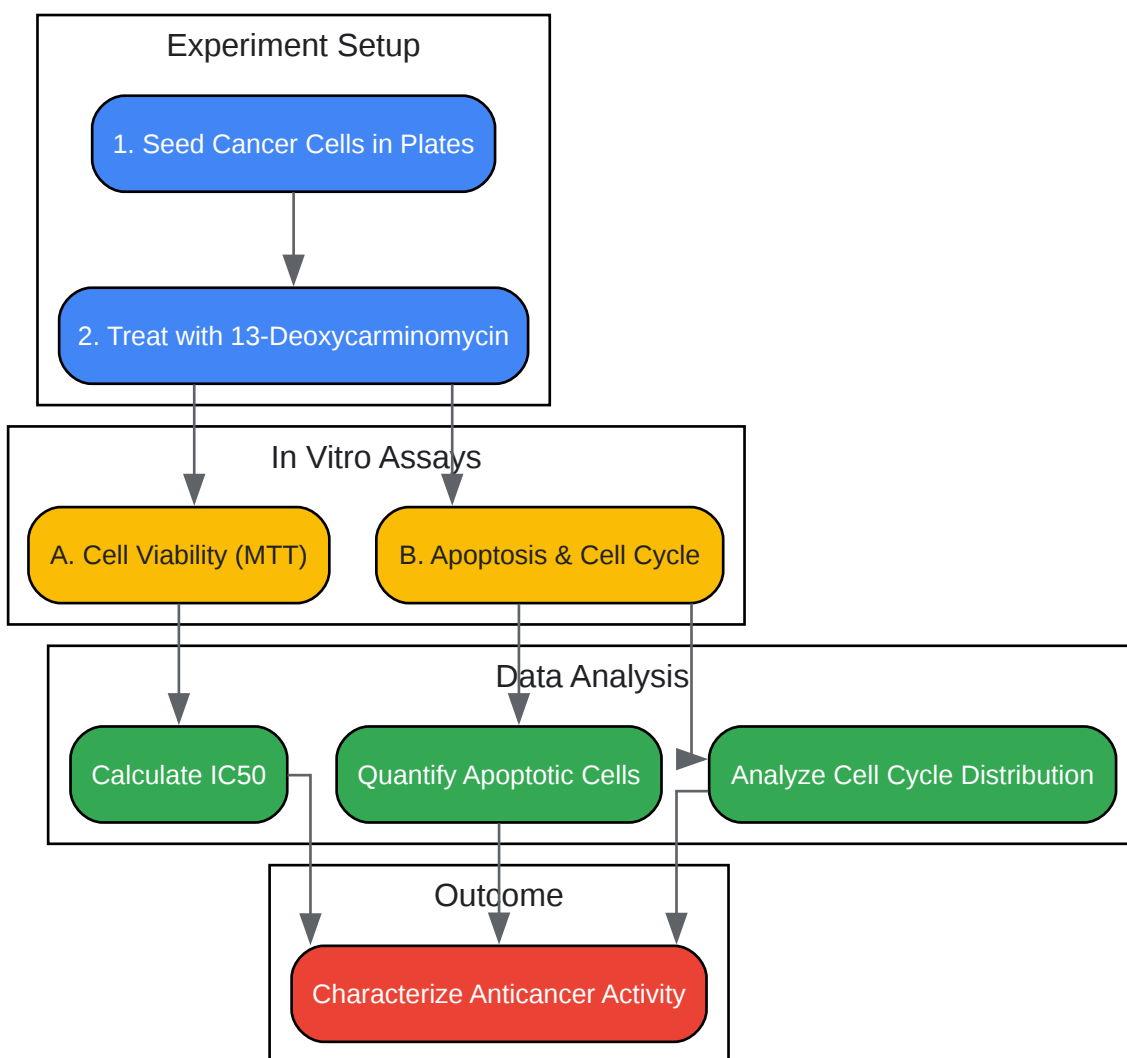 Experiment Setup
1. Seed Cancer Cells in Plates
2. Treat with 13-Deoxycarminomycin
In Vitro Assays
A. Cell Viability (MTT)
B. Apoptosis & Cell Cycle
Data Analysis
Calculate IC50
Quantify Apoptotic Cells
Analyze Cell Cycle Distribution
Outcome
Characterize Anticancer Activity